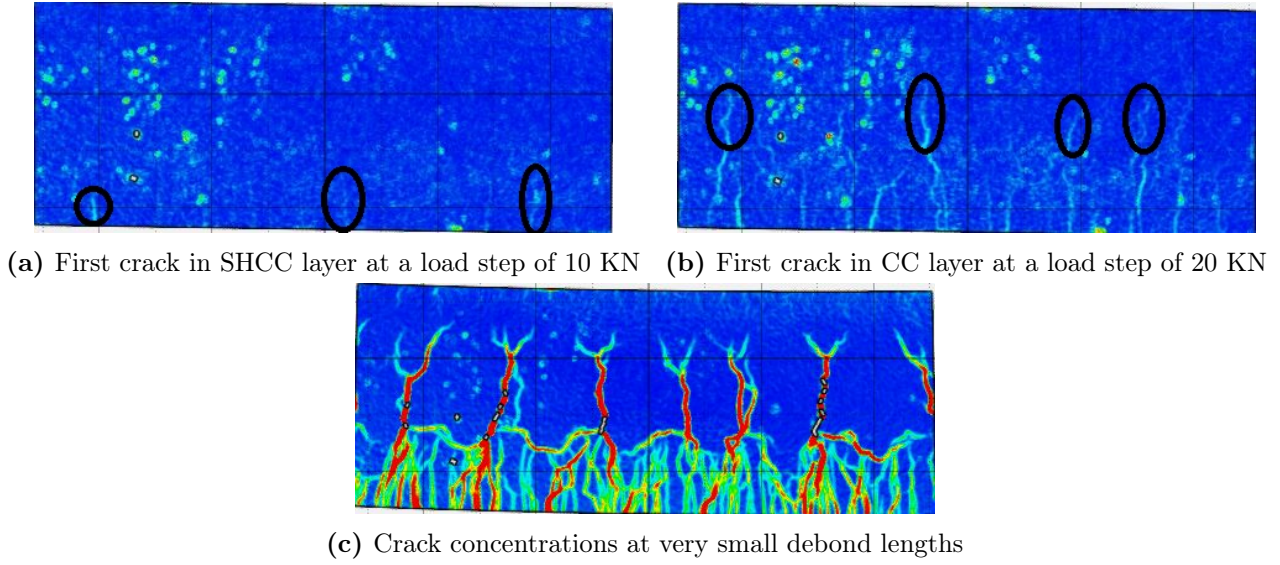 (a) First crack in SHCC layer at a load step of 10 KN
(b) First crack in CC layer at a load step of 20 KN
(c) Crack concentrations at very small debond lengths